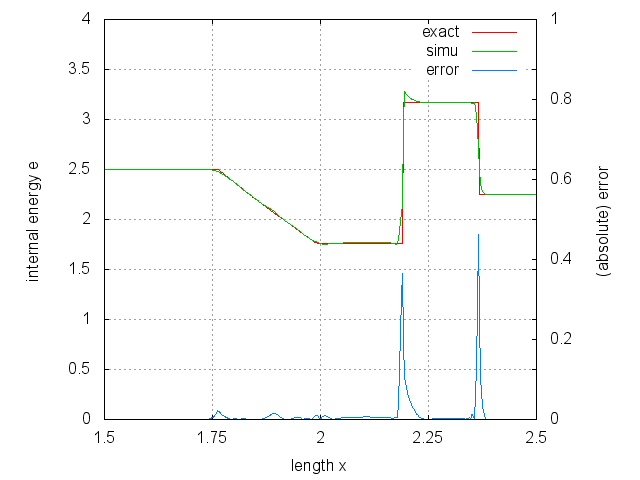 exact
simu
error
4
3.5
3
2.5
2
1.5
1
0.5
0
internal energy e
1
0.8
0.6
0.4
0.2
0
(absolute) error
1.5 1.75 2 2.25 2.5
length x